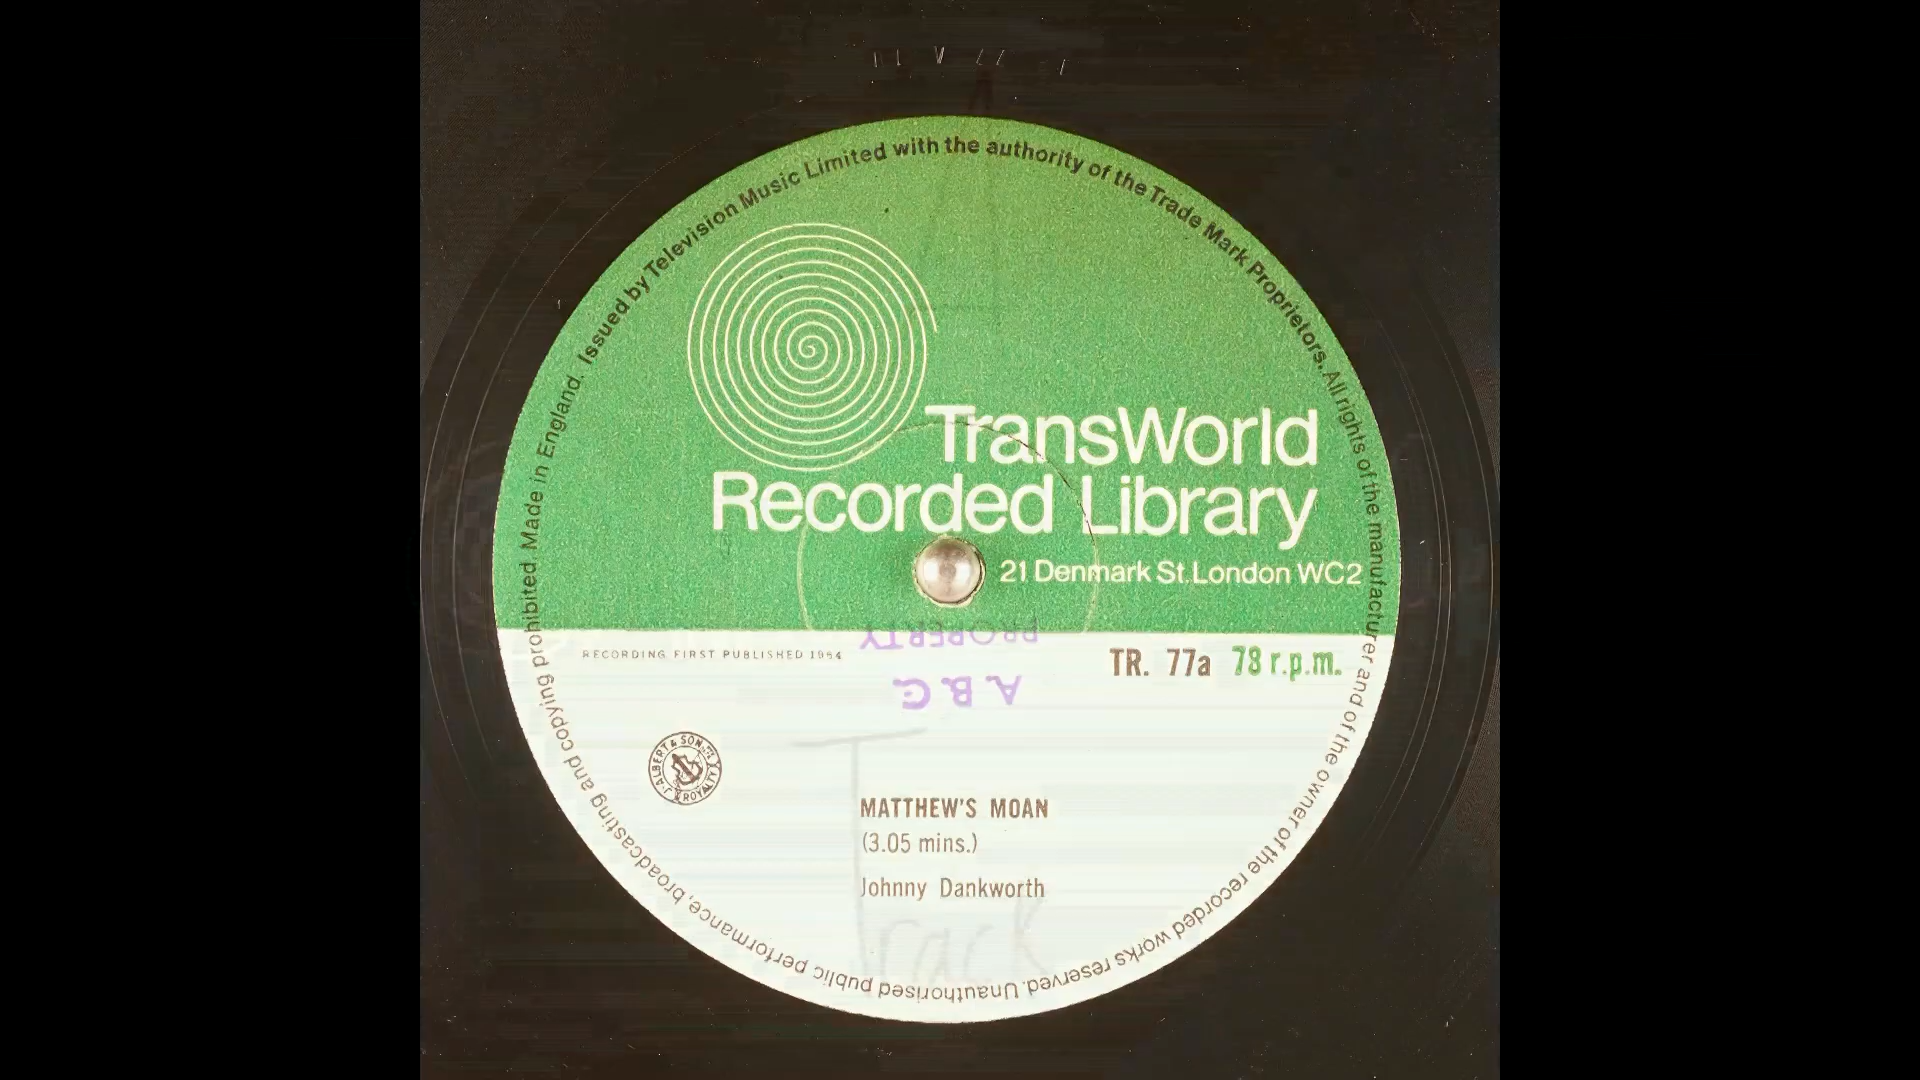 Issued by Television Music Limited with the authority of the Trade Mark Proprietors. All rights of the manufacturer and of the owner of the recorded works reserved. Unauthorised public performance, broadcasting and copying prohibited. Made in England.
TransWorld
Recorded Library
21 Denmark St. London WC2
PROPERTY
A.B.C.
RECORDING FIRST PUBLISHED 1964
TR. 77a 78 r.p.m.
J. ALBERT & SON
ROYALTY
MATTHEW'S MOAN
(3.05 mins.)
Johnny Dankworth
Track